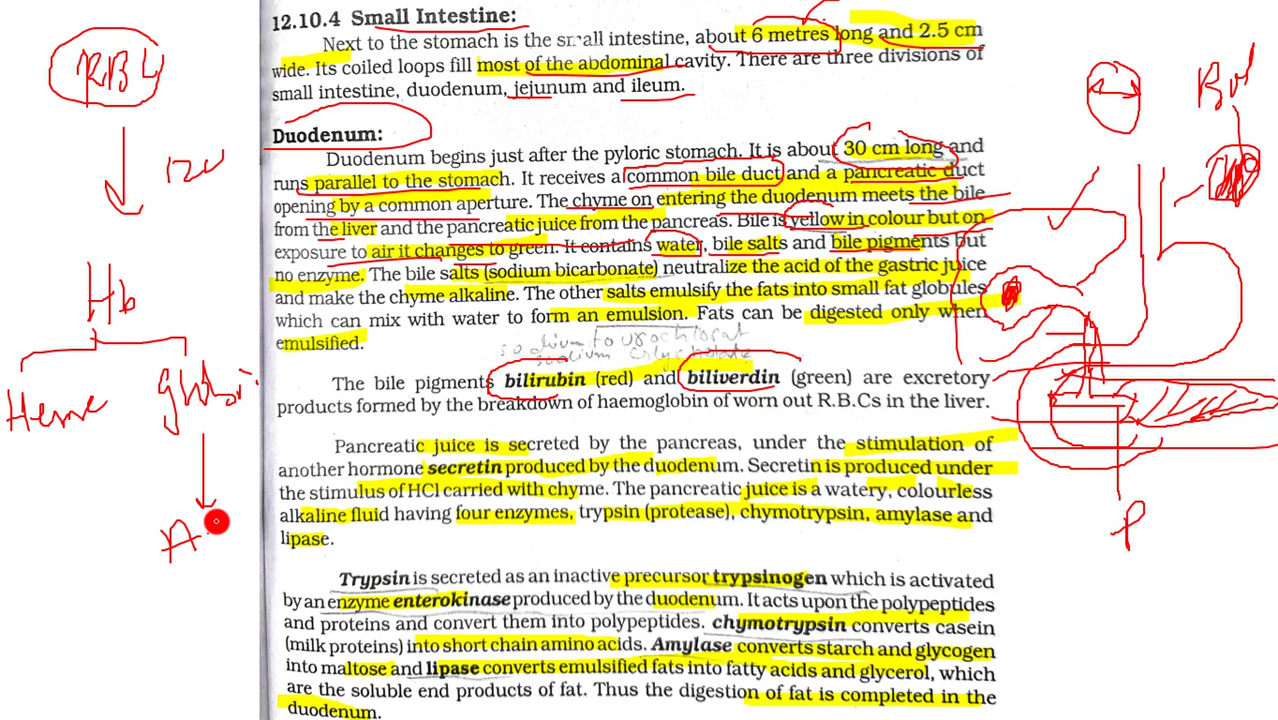 12.10.4 Small Intestine:
Next to the stomach is the small intestine, about 6 metres long and 2.5 cm
wide. Its coiled loops fill most of the abdominal cavity. There are three divisions of
small intestine, duodenum, jejunum and ileum.
Duodenum:
Duodenum begins just after the pyloric stomach. It is about 30 cm long and
runs parallel to the stomach. It receives a common bile duct and a pancreatic duct
opening by a common aperture. The chyme on entering the duodenum meets the bile
from the liver and the pancreatic juice from the pancreas. Bile is yellow in colour but on
exposure to air it changes to green. It contains water, bile salts and bile pigments but
no enzyme. The bile salts (sodium bicarbonate) neutralize the acid of the gastric juice
and make the chyme alkaline. The other salts emulsify the fats into small fat globules
which can mix with water to form an emulsion. Fats can be digested only when
emulsified.
The bile pigments bilirubin (red) and biliverdin (green) are excretory
products formed by the breakdown of haemoglobin of worn out R.B.Cs in the liver.
Pancreatic juice is secreted by the pancreas, under the stimulation of
another hormone secretin produced by the duodenum. Secretin is produced under
the stimulus of HCl carried with chyme. The pancreatic juice is a watery, colourless
alkaline fluid having four enzymes, trypsin (protease), chymotrypsin, amylase and
lipase.
Trypsin is secreted as an inactive precursor trypsinogen which is activated
by an enzyme enterokinase produced by the duodenum. It acts upon the polypeptides
and proteins and convert them into polypeptides. chymotrypsin converts casein
(milk proteins) into short chain amino acids. Amylase converts starch and glycogen
into maltose and lipase converts emulsified fats into fatty acids and glycerol, which
are the soluble end products of fat. Thus the digestion of fat is completed in the
duodenum.
120
Hb
Heme
A
P